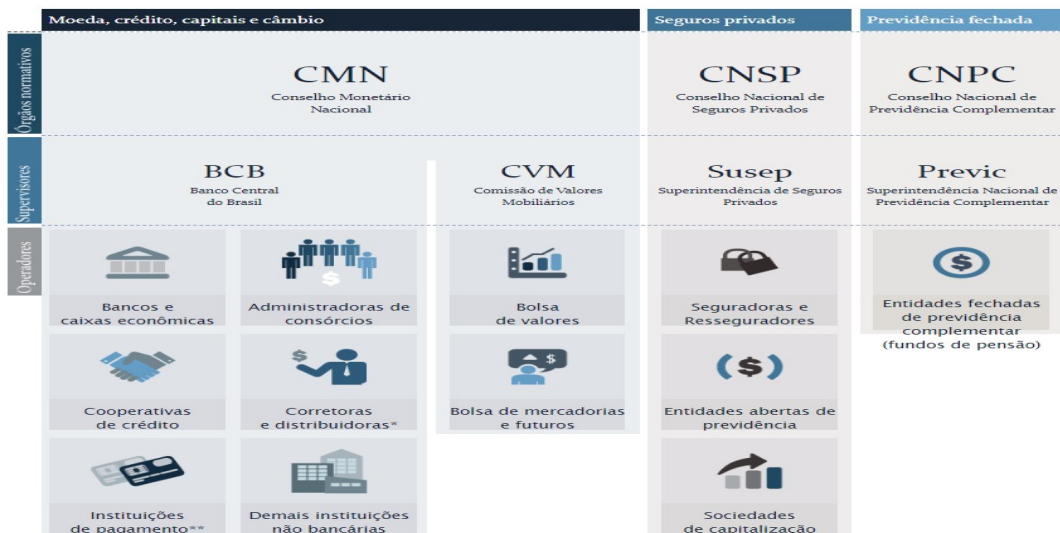 Moeda, crédito, capitais e câmbio
Seguros privados
Previdência fechada
Órgãos normativos
CMN
Conselho Monetário
Nacional
CNSP
Conselho Nacional de
Seguros Privados
CNPC
Conselho Nacional de
Previdência Complementar
Supervisores
BCB
Banco Central
do Brasil
CVM
Comissão de Valores
Mobiliários
Susep
Superintendência de Seguros
Privados
Previc
Superintendência Nacional de
Previdência Complementar
Operadores
Bancos e
caixas econômicas
Administradoras de
consórcios
$
Bolsa
de valores
Seguradoras e
Resseguradores
$
Entidades fechadas
de previdência
complementar
(fundos de pensão)
Cooperativas
de crédito
$
Corretoras
e distribuidoras*
$
Bolsa de mercadorias
e futuros
($)
Entidades abertas de
previdência
Instituições
de pagamento**
Demais instituições
não bancárias
Sociedades
de capitalização